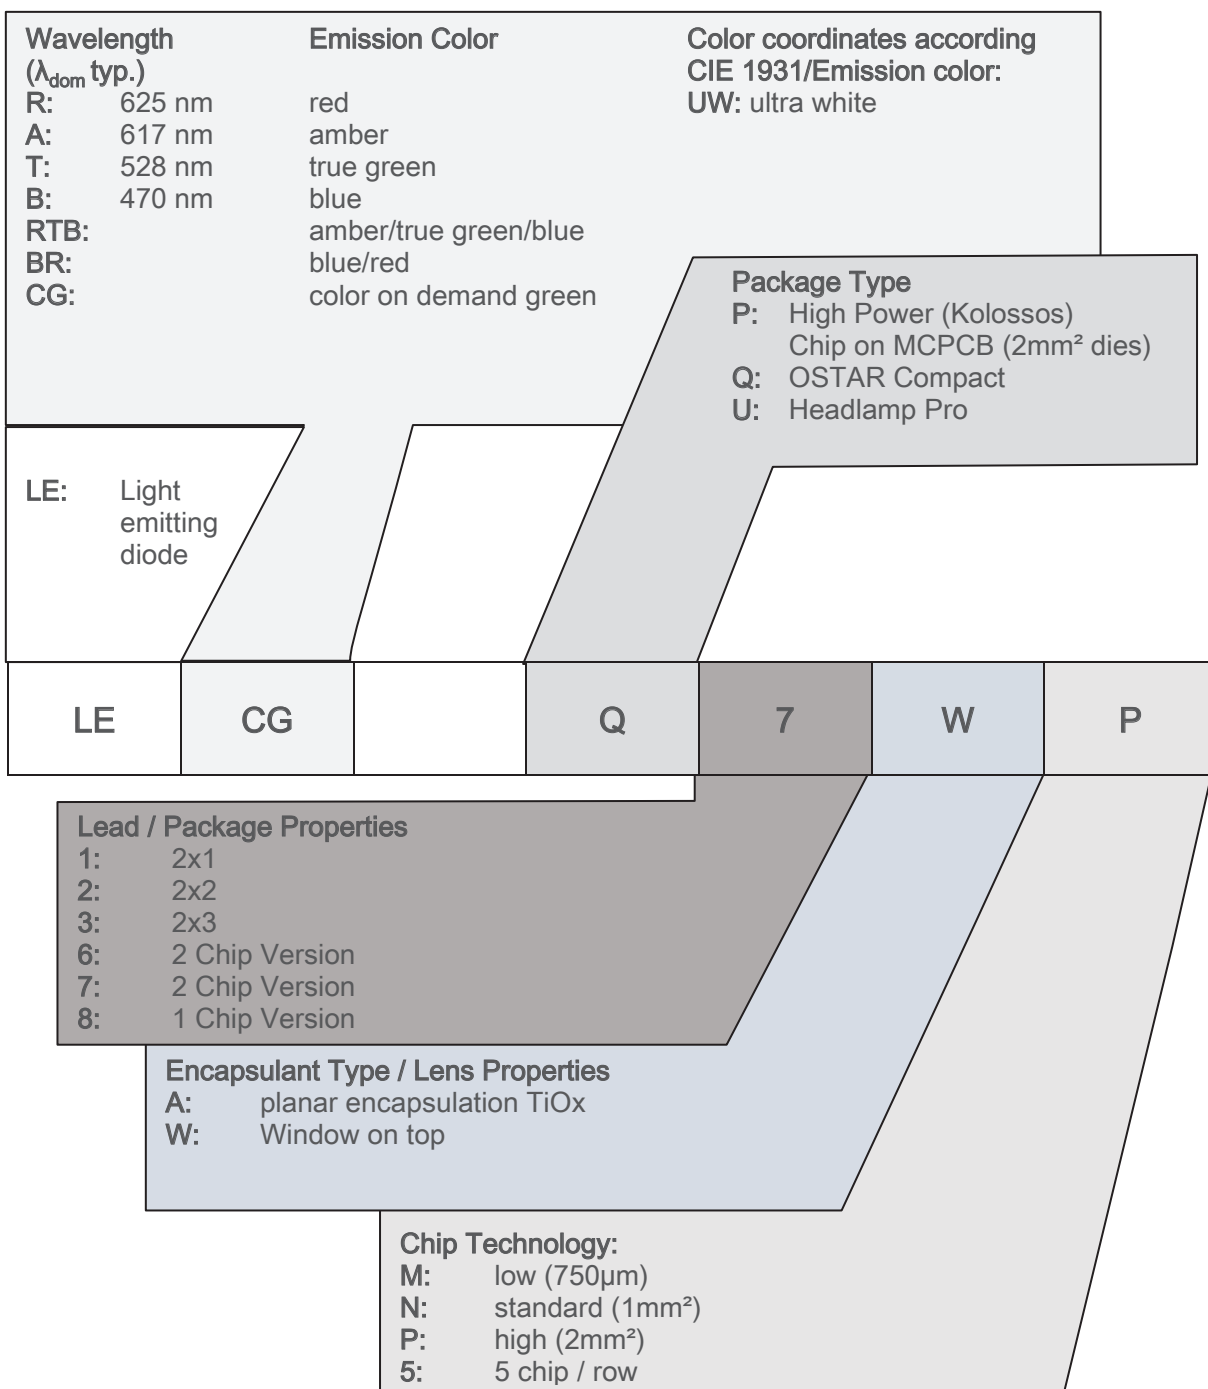 Wavelength Emission Color Color coordinates according
(λdom typ.) CIE 1931/Emission color:
R: 625 nm red UW: ultra white
A: 617 nm amber
T: 528 nm true green
B: 470 nm blue
RTB: amber/true green/blue
BR: blue/red
CG: color on demand green
Package Type
P: High Power (Kolossos)
Chip on MCPCB (2mm² dies)
Q: OSTAR Compact
U: Headlamp Pro
LE: Light
emitting
diode
LE CG Q 7 W P
Lead / Package Properties
1: 2x1
2: 2x2
3: 2x3
6: 2 Chip Version
7: 2 Chip Version
8: 1 Chip Version
Encapsulant Type / Lens Properties
A: planar encapsulation TiOx
W: Window on top
Chip Technology:
M: low (750µm)
N: standard (1mm²)
P: high (2mm²)
5: 5 chip / row